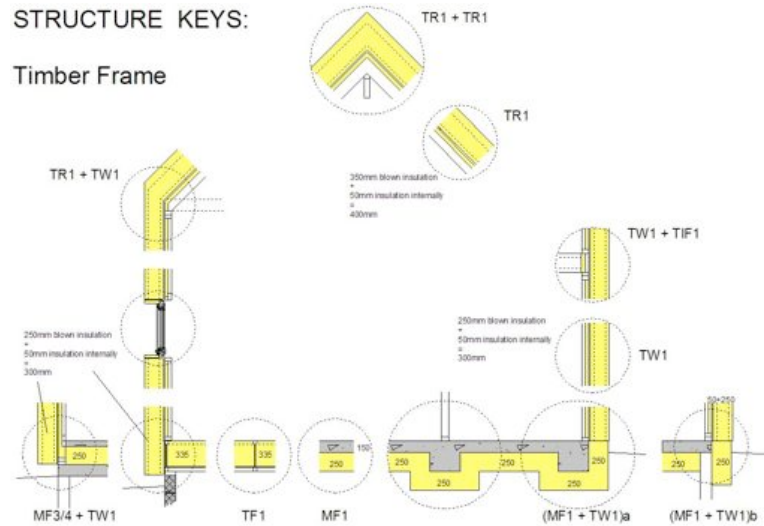 STRUCTURE KEYS:
TR1 + TR1
Timber Frame
TR1
TR1 + TW1
350mm blown insulation
+
50mm insulation internally
=
400mm
TW1 + TIF1
250mm blown insulation
+
50mm insulation internally
=
300mm
250mm blown insulation
+
50mm insulation internally
=
300mm
TW1
50+250
150
250
335
335
250
250
250
250
250
250
250
MF3/4 + TW1
TF1
MF1
(MF1 + TW1)a
(MF1 + TW1)b